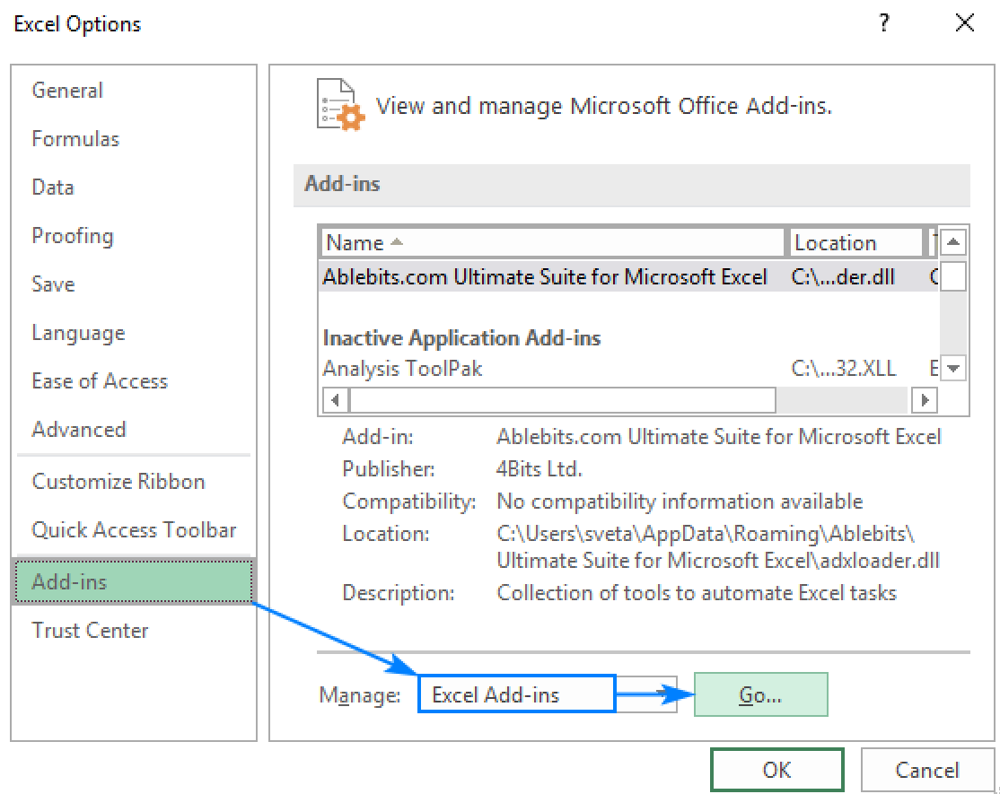 Excel Options ?
General
Formulas
Data
Proofing
Save
Language
Ease of Access
Advanced
Customize Ribbon
Quick Access Toolbar
Add-ins
Trust Center
View and manage Microsoft Office Add-ins.
Add-ins
Name Location
Ablebits.com Ultimate Suite for Microsoft Excel C:\...der.dll
Inactive Application Add-ins
Analysis ToolPak C:\...32.XLL E
Add-in: Ablebits.com Ultimate Suite for Microsoft Excel
Publisher: 4Bits Ltd.
Compatibility: No compatibility information available
Location: C:\Users\sveta\AppData\Roaming\Ablebits\
Ultimate Suite for Microsoft Excel\adxloader.dll
Description: Collection of tools to automate Excel tasks
Manage: Excel Add-ins Go...
OK Cancel